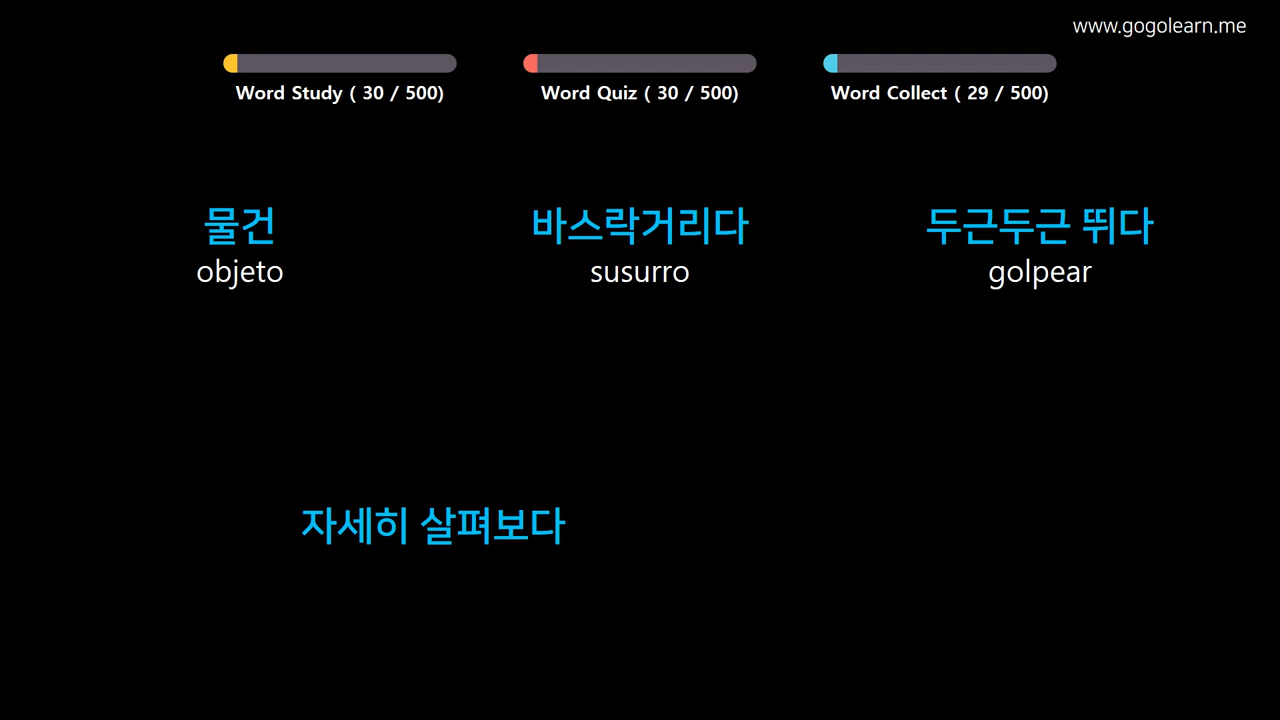 www.gogolearn.me
Word Study ( 30 / 500)
Word Quiz ( 30 / 500)
Word Collect ( 29 / 500)
물건
objeto
바스락거리다
susurro
두근두근 뛰다
golpear
자세히 살펴보다